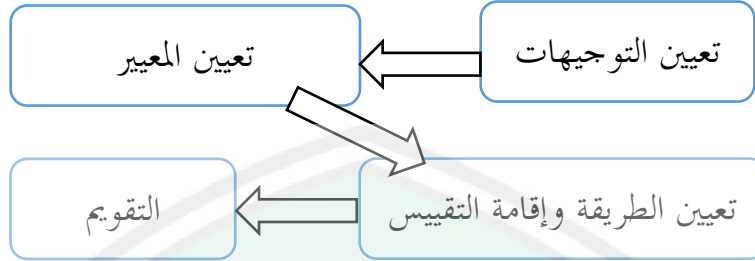 تعيين التوجيهات
تعيين المعيير
تعيين الطريقة وإقامة التقييس
التقويم